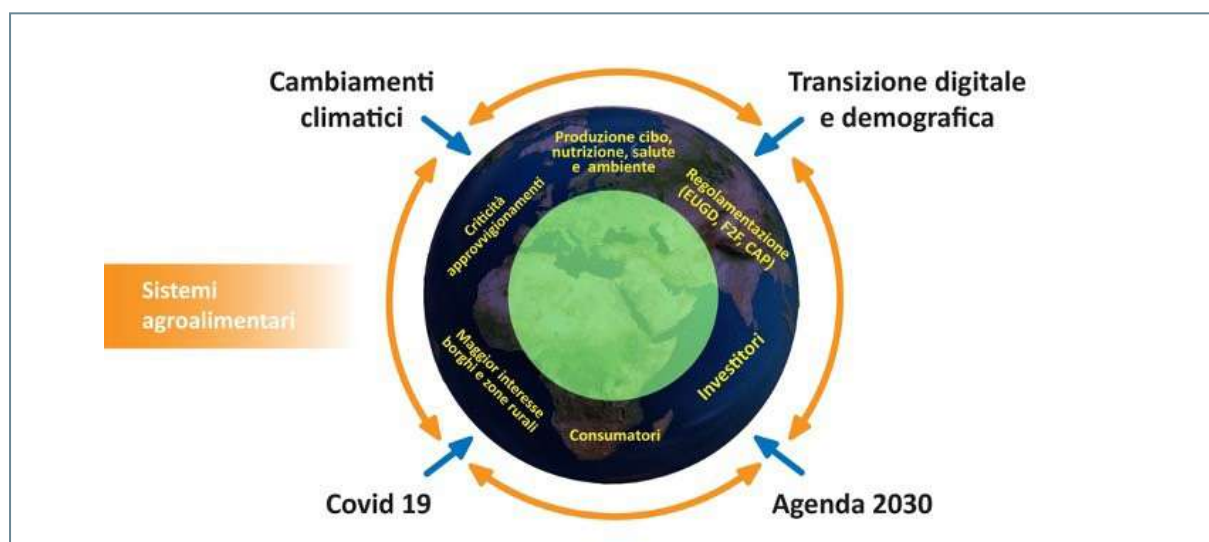 Cambiamenti
climatici
Transizione digitale
e demografica
Produzione cibo,
nutrizione, salute
e ambiente
Criticità
approvvigionamenti
Regolamentazione
(EUGD, F2F, CAP)
Sistemi
agroalimentari
Maggior interesse
borghi e zone rurali
Investitori
Consumatori
Covid 19
Agenda 2030